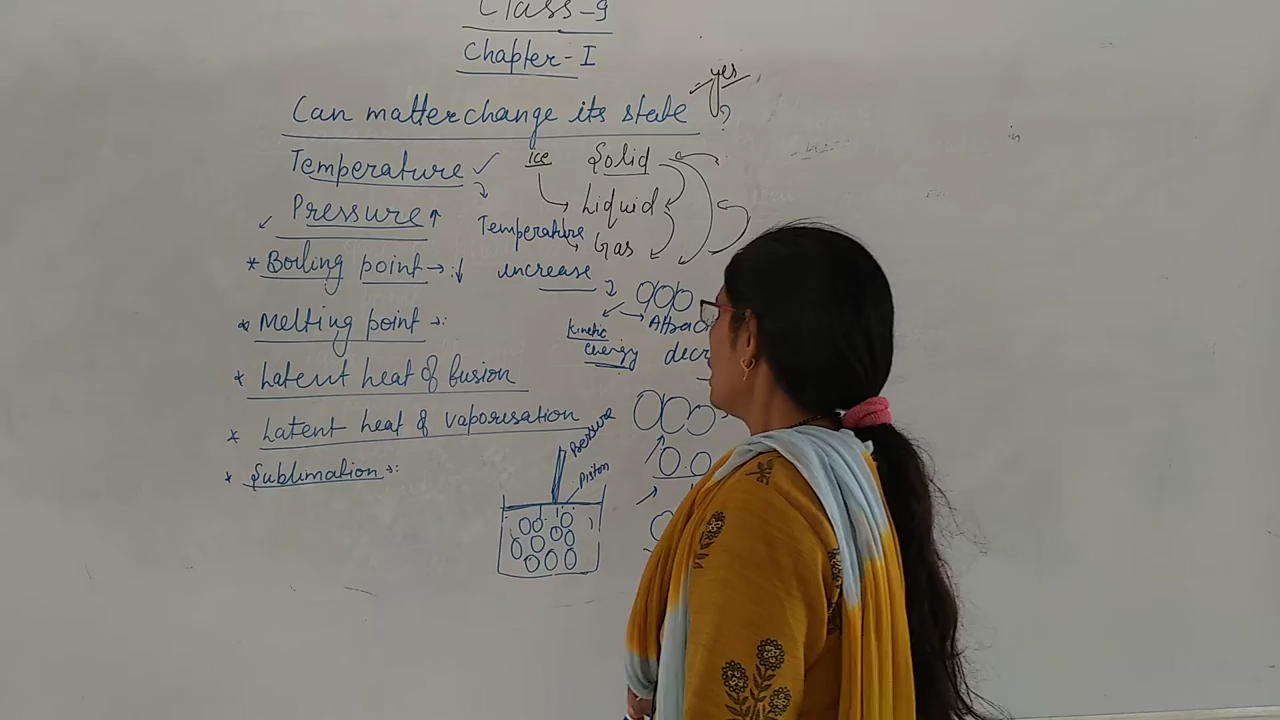 Class-9
Chapter-I
yes
Can matter change its state ?
Temperature ✓
Ice Solid
Pressure ↑
Liquid
Temperature
Gas
* Boiling point → :
increase
* Melting point -:
Kinetic
energy
* Latent heat of fusion
* Latent heat of vaporisation
Pressure
* Sublimation -:
Piston